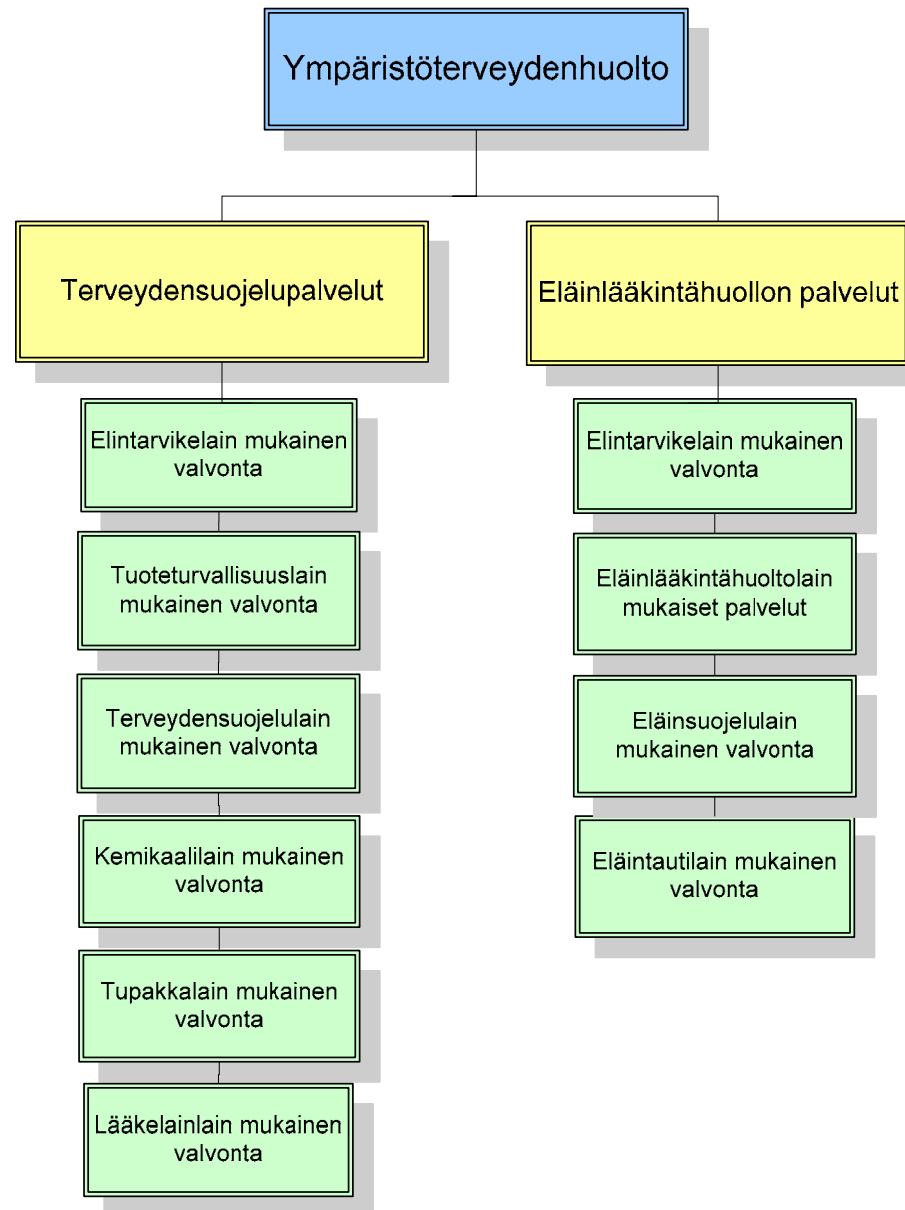 Ympäristöterveydenhuolto
Terveydensuojelupalvelut
Elintarvikelain mukainen
valvonta
Tuoteturvallisuuslain
mukainen valvonta
Terveydensuojelulain
mukainen valvonta
Kemikaalilain mukainen
valvonta
Tupakkalain mukainen
valvonta
Lääkelainlain mukainen
valvonta
Eläinlääkintähuollon palvelut
Elintarvikelain mukainen
valvonta
Eläinlääkintähuoltolain
mukaiset palvelut
Eläinsuojelulain
mukainen valvonta
Eläintautilain mukainen
valvonta